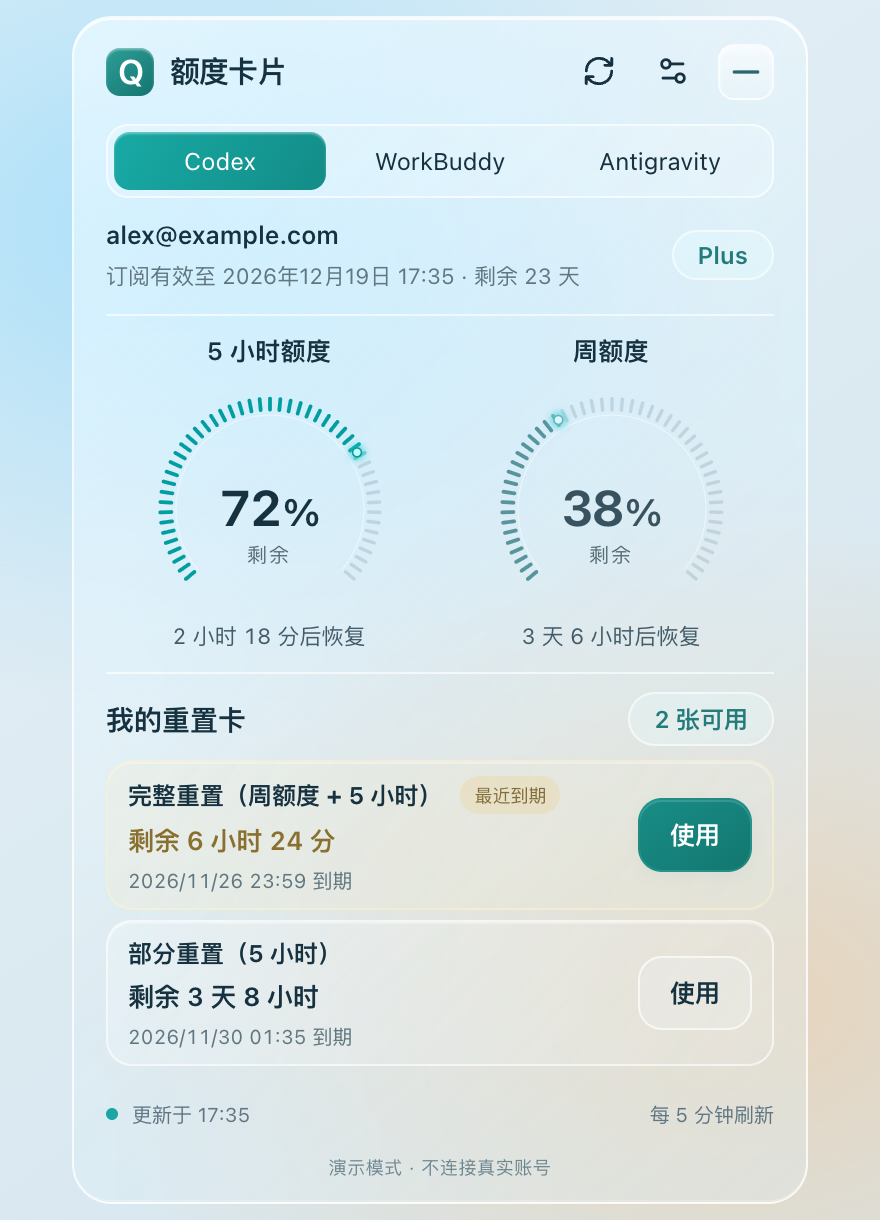 Q 额度卡片
Codex WorkBuddy Antigravity
alex@example.com
订阅有效至 2026年12月19日 17:35 · 剩余 23 天
Plus
5 小时额度
72%
剩余
2 小时 18 分后恢复
周额度
38%
剩余
3 天 6 小时后恢复
我的重置卡
2 张可用
完整重置（周额度 + 5 小时） 最近到期
剩余 6 小时 24 分
2026/11/26 23:59 到期
使用
部分重置（5 小时）
剩余 3 天 8 小时
2026/11/30 01:35 到期
使用
更新于 17:35
每 5 分钟刷新
演示模式 · 不连接真实账号